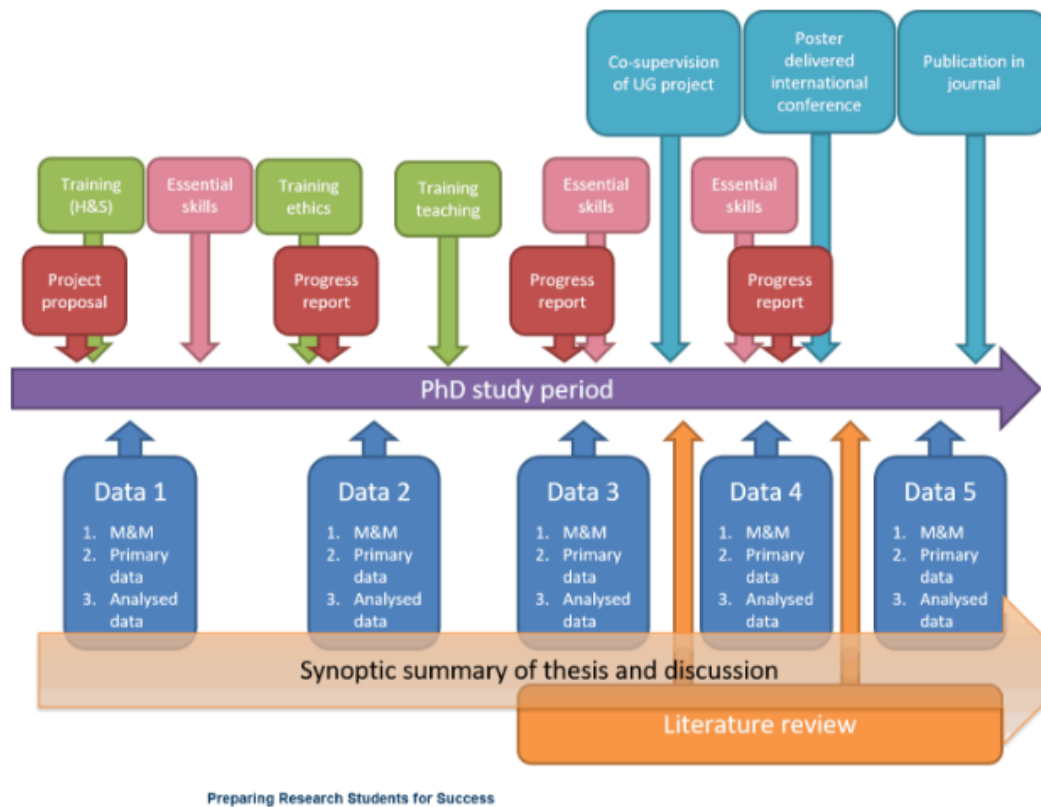 Co-supervision
of UG project
Poster
delivered
international
conference
Publication in
journal
Training
(H&S)
Essential
skills
Training
ethics
Training
teaching
Essential
skills
Essential
skills
Project
proposal
Progress
report
Progress
report
Progress
report
PhD study period
Data 1
1. M&M
2. Primary
data
3. Analysed
data
Data 2
1. M&M
2. Primary
data
3. Analysed
data
Data 3
1. M&M
2. Primary
data
3. Analysed
data
Data 4
1. M&M
2. Primary
data
3. Analysed
data
Data 5
1. M&M
2. Primary
data
3. Analysed
data
Synoptic summary of thesis and discussion
Literature review
Preparing Research Students for Success